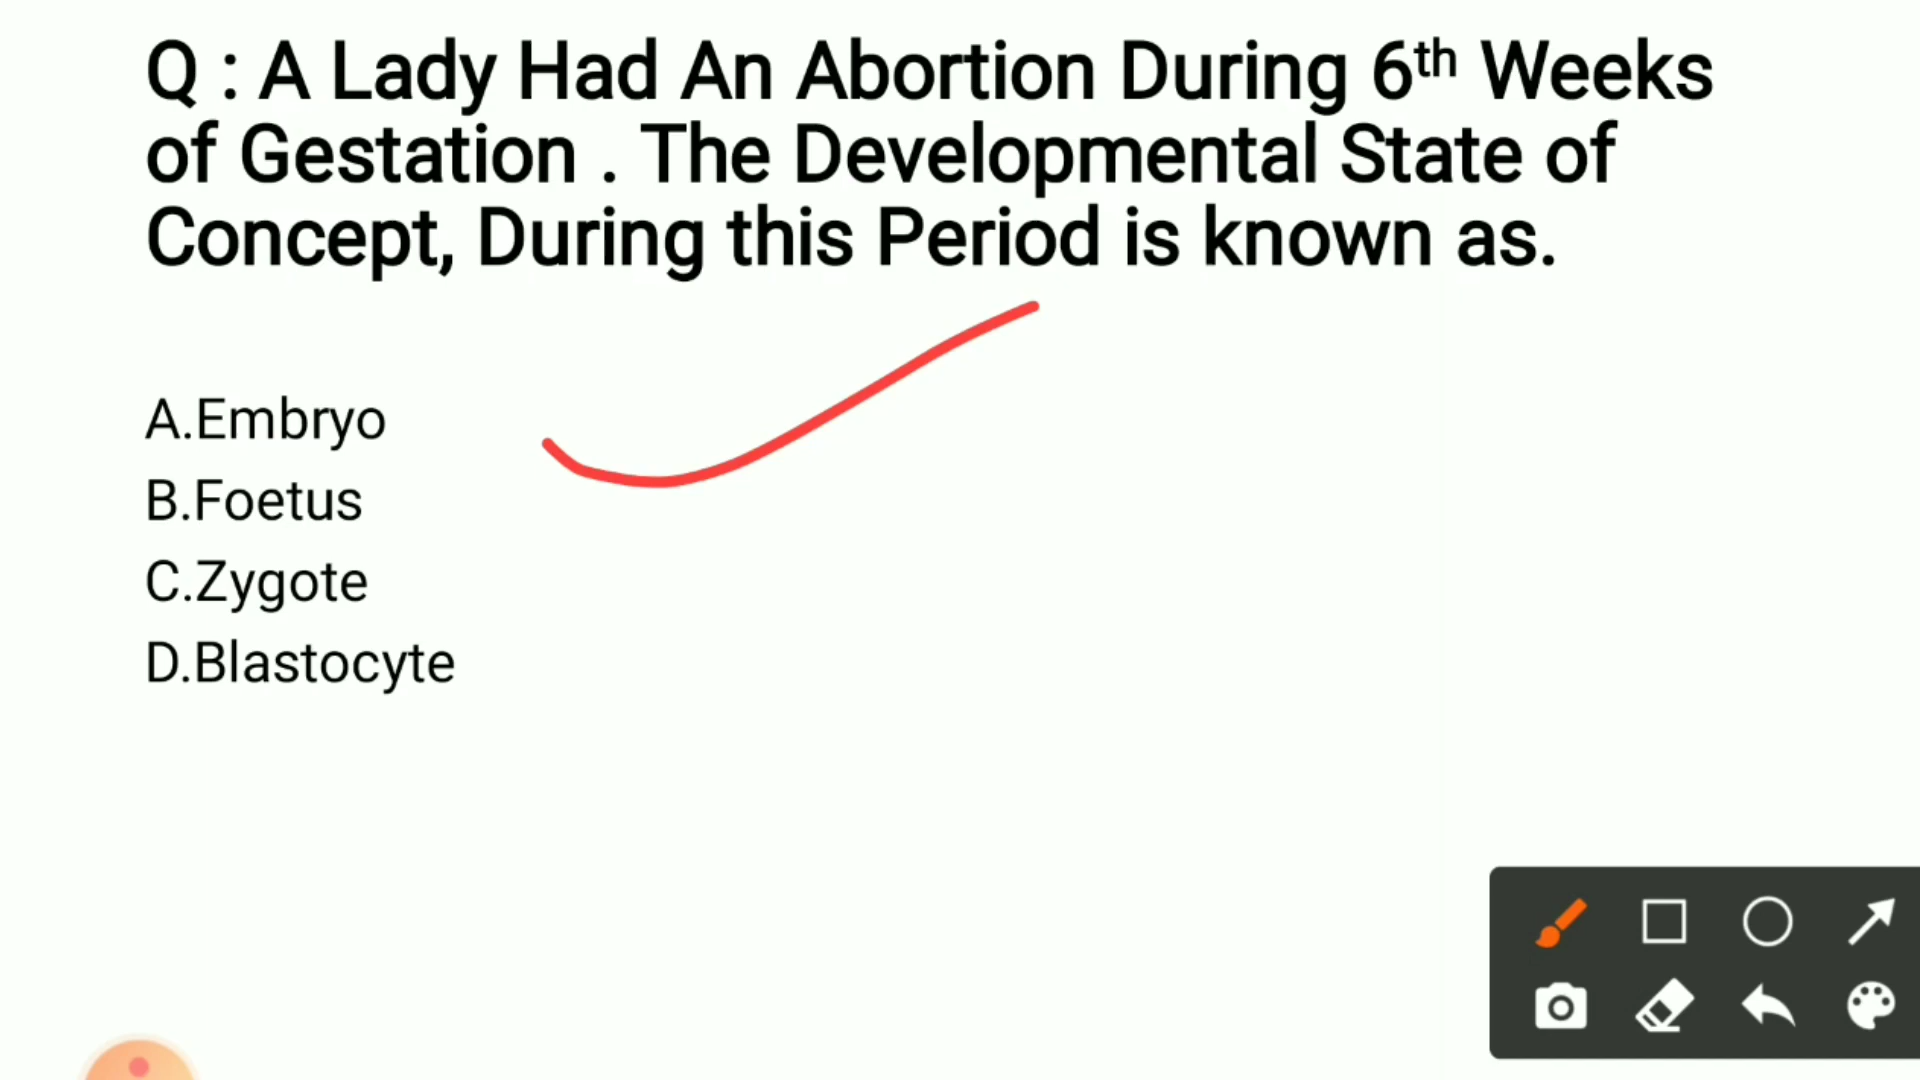 Q : A Lady Had An Abortion During 6th Weeks
of Gestation . The Developmental State of
Concept, During this Period is known as.
A.Embryo
B.Foetus
C.Zygote
D.Blastocyte